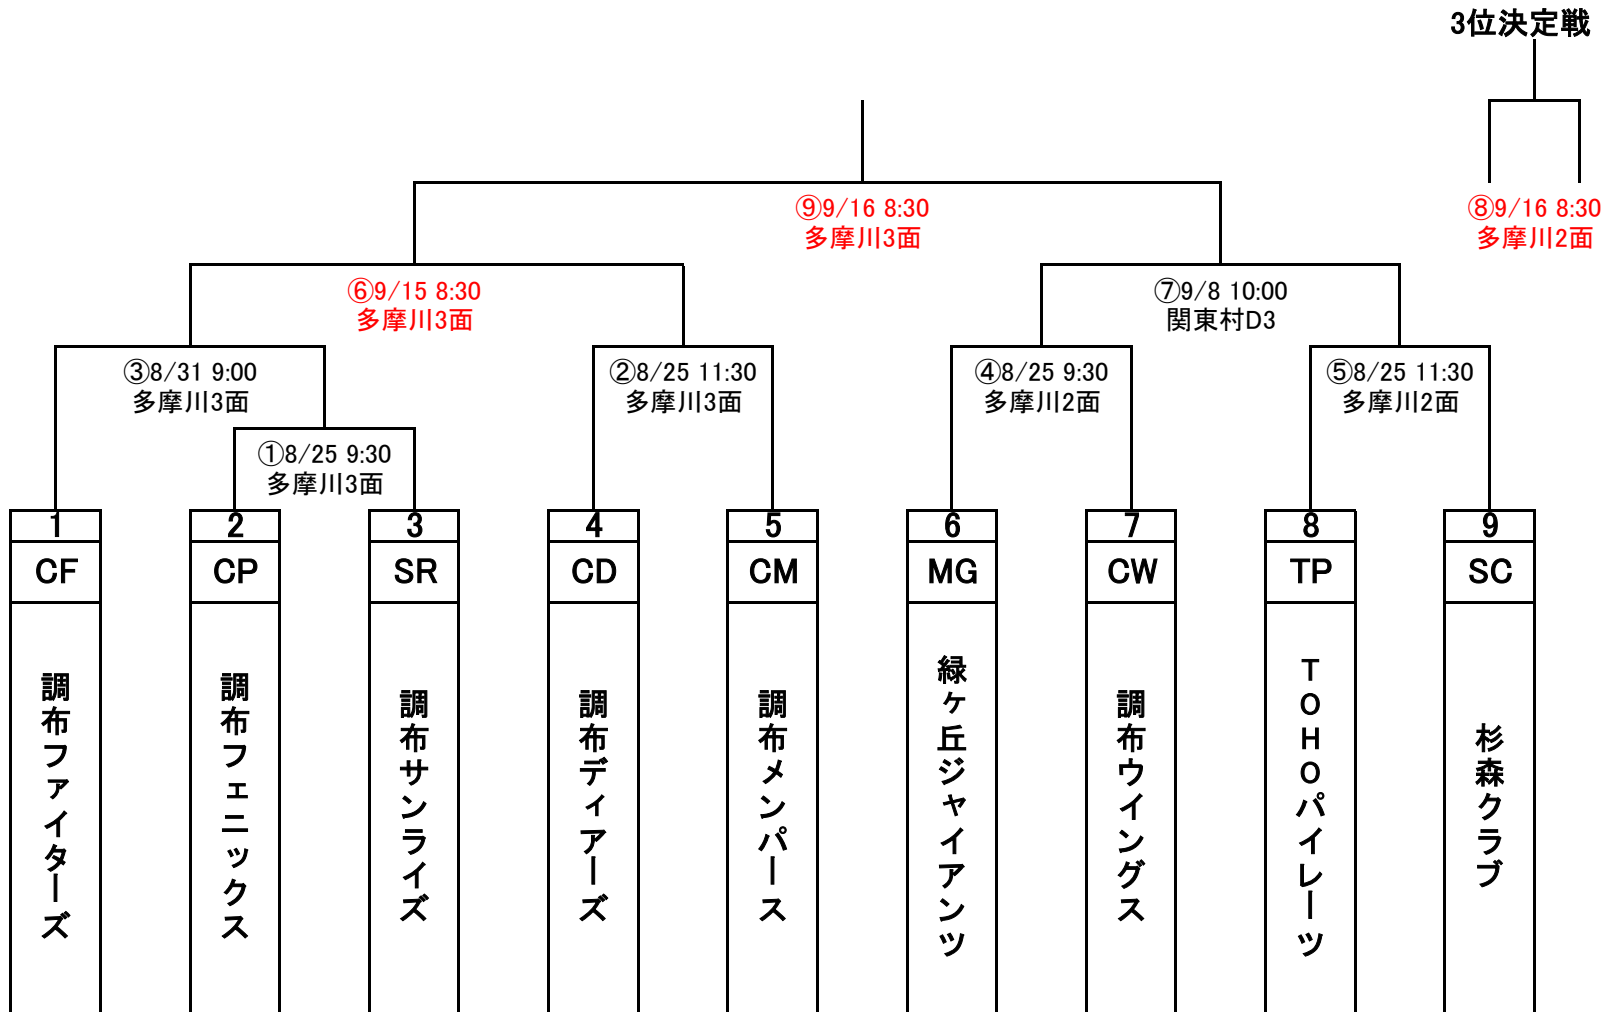 3位決定戦
⑨9/16 8:30
多摩川3面
⑧9/16 8:30
多摩川2面
⑥9/15 8:30
多摩川3面
⑦9/8 10:00
関東村D3
③8/31 9:00
多摩川3面
②8/25 11:30
多摩川3面
④8/25 9:30
多摩川2面
⑤8/25 11:30
多摩川2面
①8/25 9:30
多摩川3面
1
2
3
4
5
6
7
8
9
CF
CP
SR
CD
CM
MG
CW
TP
SC
調布ファイターズ
調布フェニックス
調布サンライズ
調布ディアーズ
調布メンパース
緑ヶ丘ジャイアンツ
調布ウイングス
TOHOパイレーツ
杉森クラブ